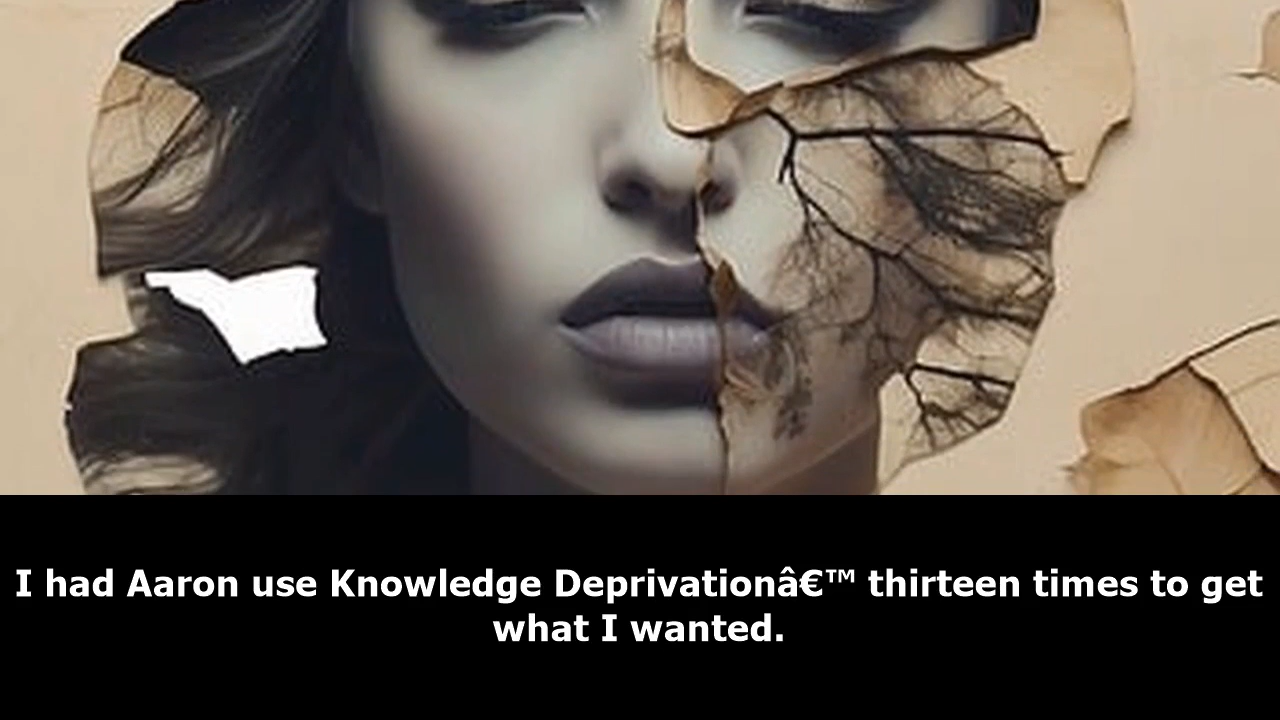 I had Aaron use Knowledge Deprivationâ€™ thirteen times to get
what I wanted.